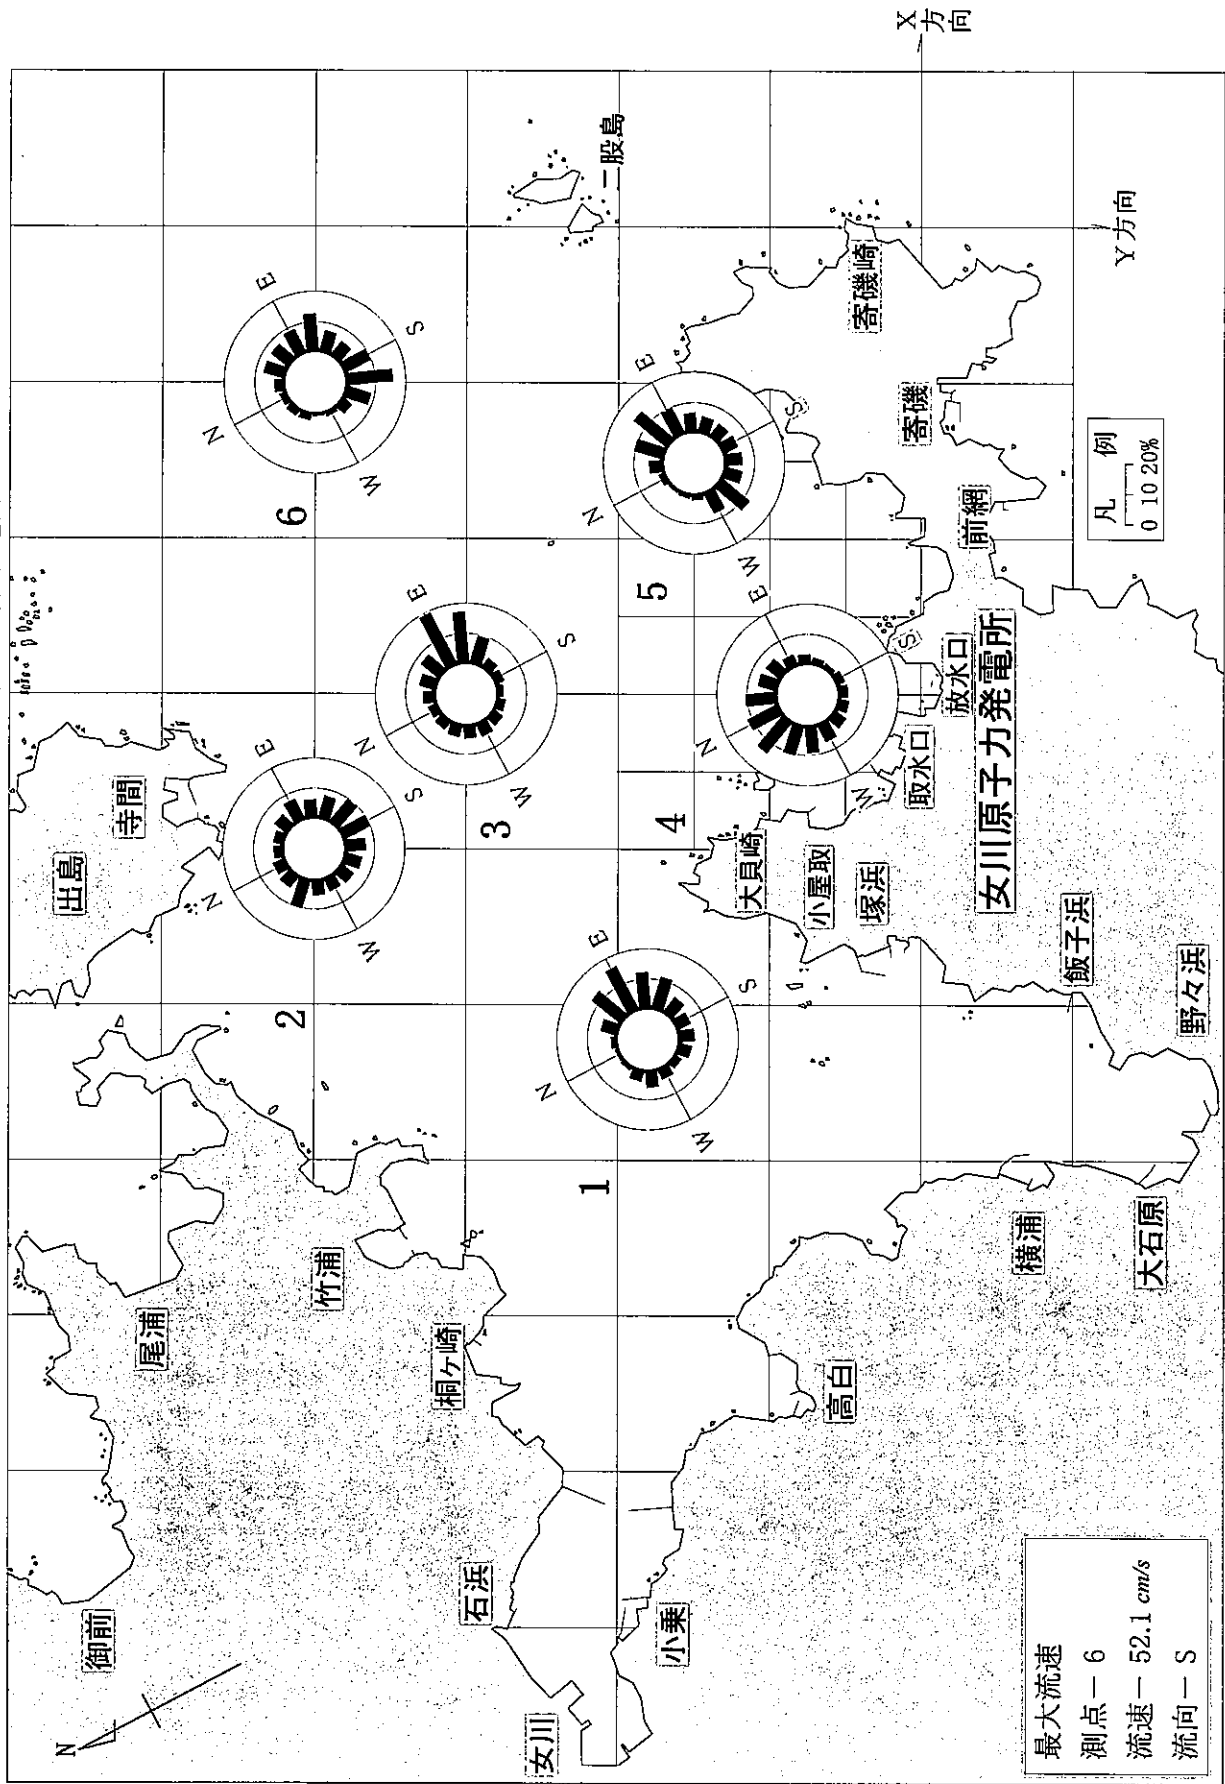 N
御前
尾浦
竹浦
桐ヶ崎
石浜
女川
小乗
高白
横浦
大石原
野々浜
飯子浜
塚浜
小屋取
大貝崎
取水口
放水口
女川原子力発電所
前網
寄磯
寄磯崎
二股島
出島
寺間
1
N
E
S
W
2
N
E
S
W
3
N
E
S
W
4
N
E
S
W
5
N
E
S
W
6
N
E
S
W
X方向
Y方向
凡 例
0 10 20%
最大流速
測点－6
流速－52.1 cm/s
流向－S